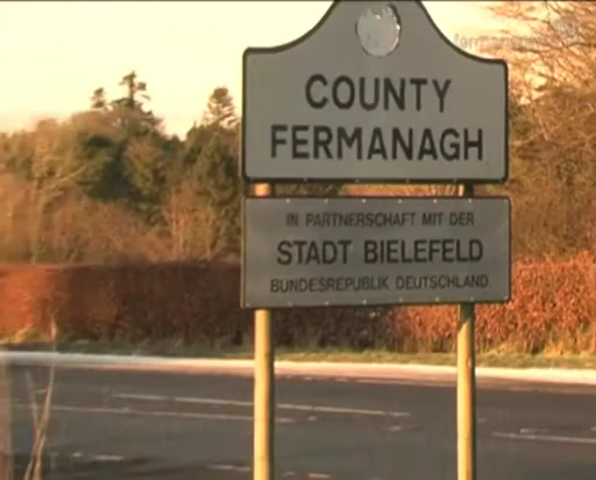 COUNTY
FERMANAGH
IN PARTNERSCHAFT MIT DER
STADT BIELEFELD
BUNDESREPUBLIK DEUTSCHLAND